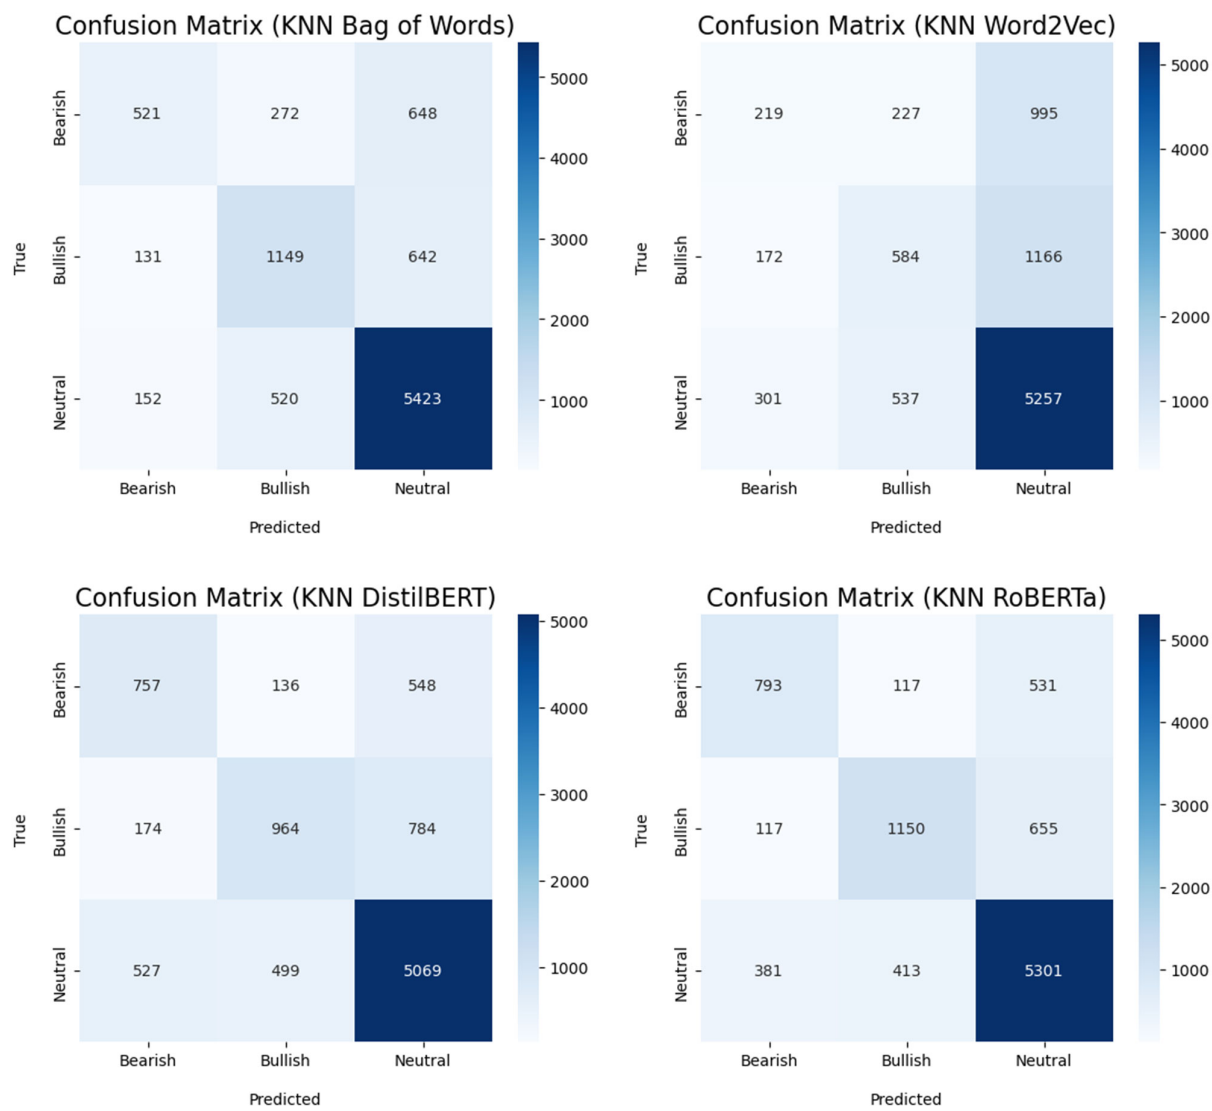 Confusion Matrix (KNN Bag of Words)
True
Bearish
Bullish
Neutral
521 272 648
131 1149 642
152 520 5423
Bearish Bullish Neutral
Predicted
5000
4000
3000
2000
1000
Confusion Matrix (KNN Word2Vec)
True
Bearish
Bullish
Neutral
219 227 995
172 584 1166
301 537 5257
Bearish Bullish Neutral
Predicted
5000
4000
3000
2000
1000
Confusion Matrix (KNN DistilBERT)
True
Bearish
Bullish
Neutral
757 136 548
174 964 784
527 499 5069
Bearish Bullish Neutral
Predicted
5000
4000
3000
2000
1000
Confusion Matrix (KNN RoBERTa)
True
Bearish
Bullish
Neutral
793 117 531
117 1150 655
381 413 5301
Bearish Bullish Neutral
Predicted
5000
4000
3000
2000
1000